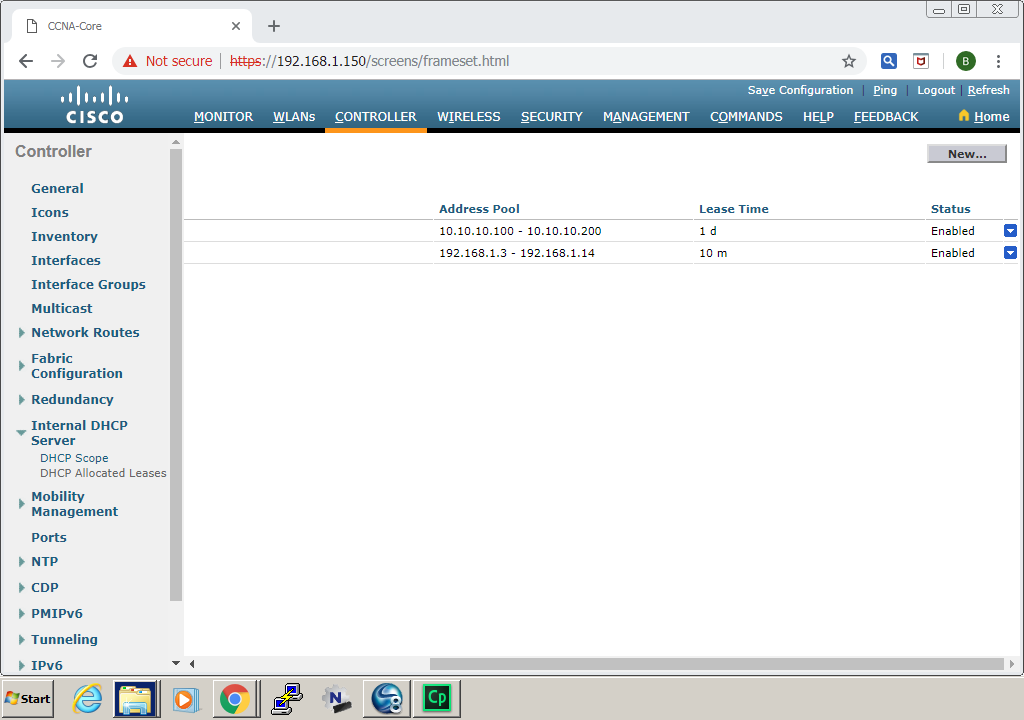 CCNA-Core
Not secure https://192.168.1.150/screens/frameset.html B
Save Configuration Ping Logout Refresh
CISCO
MONITOR WLANs CONTROLLER WIRELESS SECURITY MANAGEMENT COMMANDS HELP FEEDBACK Home
Controller
General
Icons
Inventory
Interfaces
Interface Groups
Multicast
Network Routes
Fabric
Configuration
Redundancy
Internal DHCP
Server
DHCP Scope
DHCP Allocated Leases
Mobility
Management
Ports
NTP
CDP
PMIPv6
Tunneling
IPv6
New...
Address Pool Lease Time Status
10.10.10.100 - 10.10.10.200 1 d Enabled
192.168.1.3 - 192.168.1.14 10 m Enabled
Start N 8 Cp